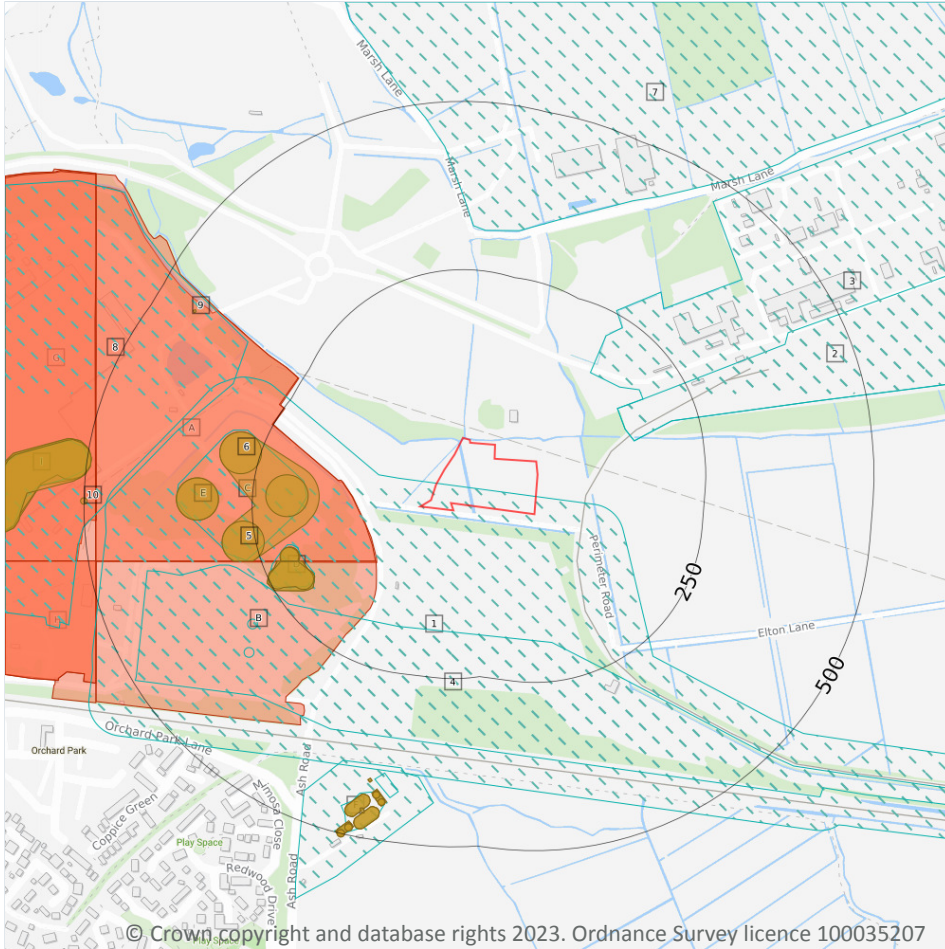 Marsh Lane
7
Marsh Lane
Marsh Lane
3
9
8
2
A
6
E
C
10
5
Perimeter Road
250
B
1
Elton Lane
500
4
Orchard Park Lane
Orchard Park
Ash Road
Mimosa Close
Coppice Green
Play Space
Redwood Drive
Ash Road
Play Space
© Crown copyright and database rights 2023. Ordnance Survey licence 100035207